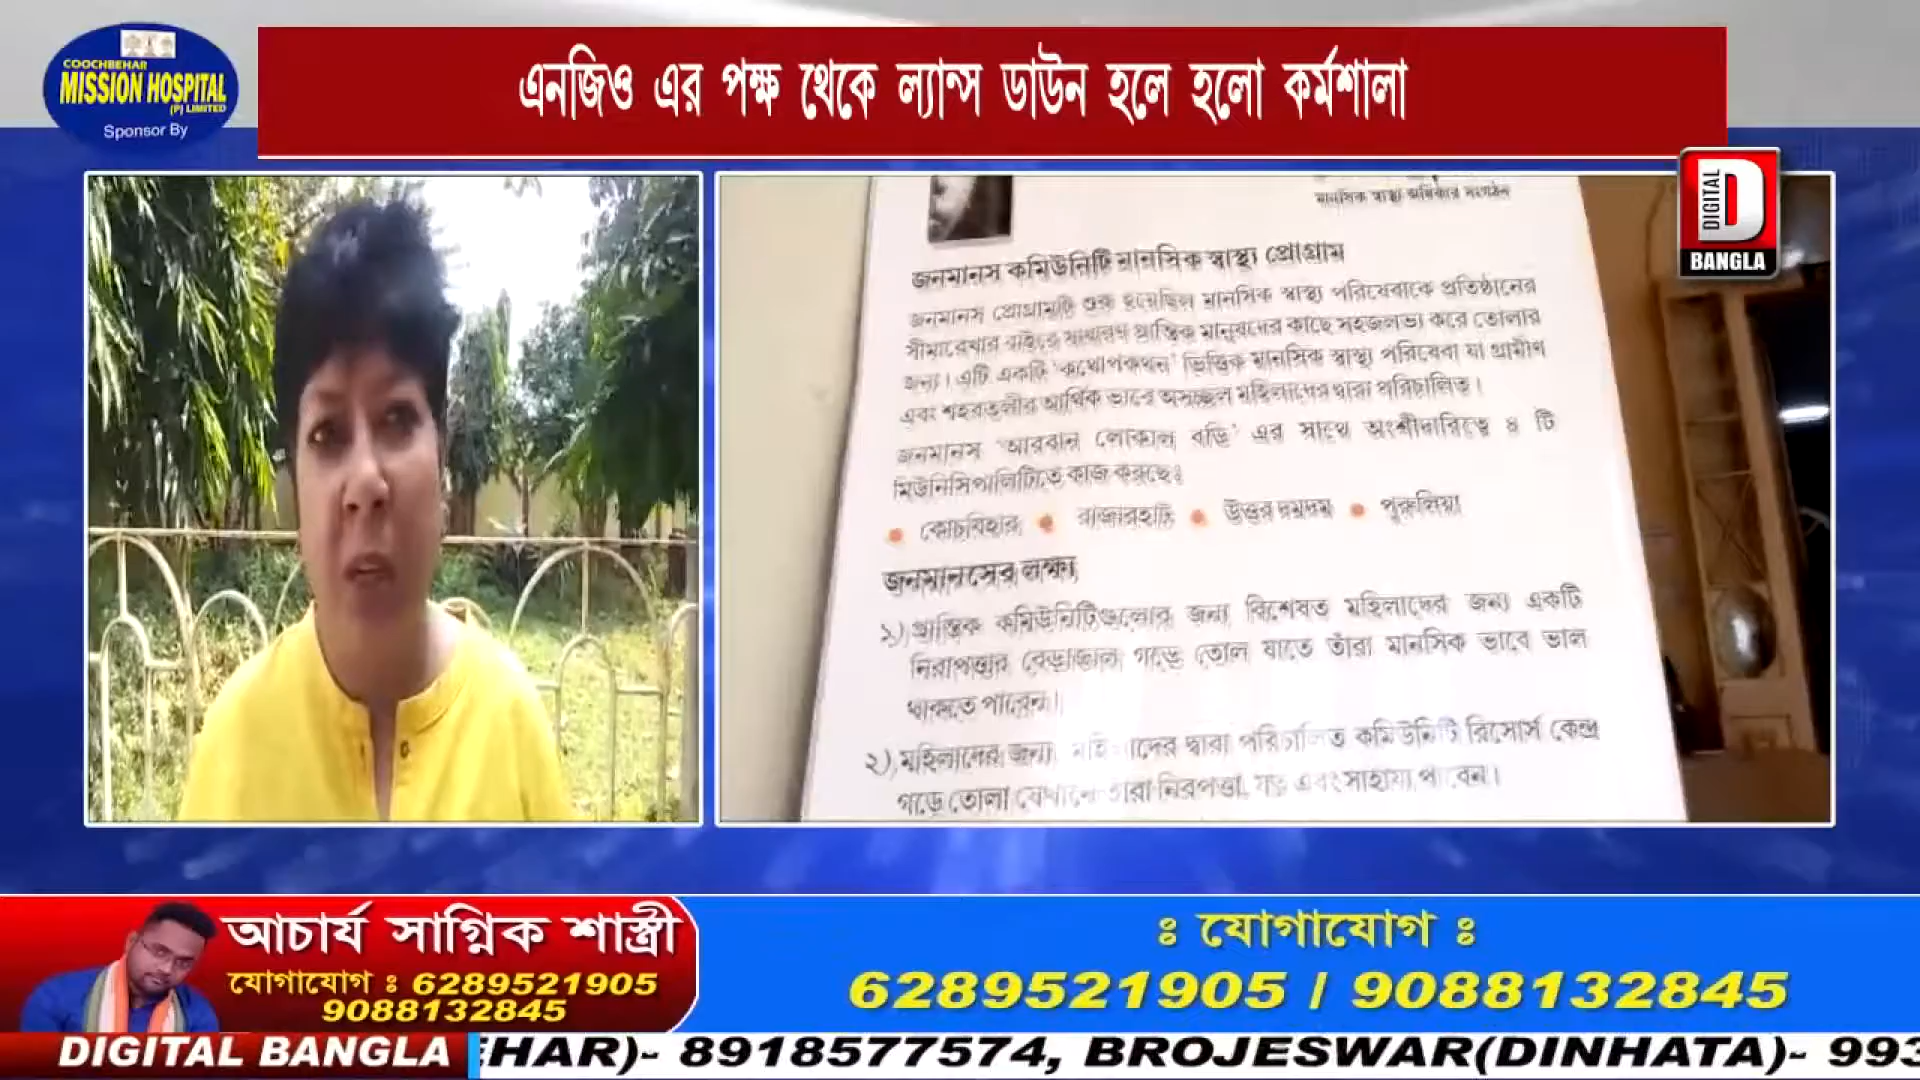 COOCHBEHAR
MISSION HOSPITAL
(P) LIMITED
Sponsor By
এনজিও এর পক্ষ থেকে ল্যান্স ডাউন হলে হলো কর্মশালা
DIGITAL
D
BANGLA
মানসিক স্বাস্থ্য অধিকার সংগঠন
জনমানস কমিউনিটি মানসিক স্বাস্থ্য প্রোগ্রাম
জনমানস প্রোগ্রামটি শুরু হয়েছিল মানসিক স্বাস্থ্য পরিষেবাকে প্রতিষ্ঠানের
সীমারেখার বাইরে সাধারণ প্রান্তিক মানুষদের কাছে সহজলভ্য করে তোলার
জন্য। এটি একটি 'কথোপকথন' ভিত্তিক মানসিক স্বাস্থ্য পরিষেবা যা গ্রামীণ
এবং শহরতলীর আর্থিক ভাবে অসচ্ছল মহিলাদের দ্বারা পরিচালিত।
জনমানস 'আরবান লোকাল বডি' এর সাথে অংশীদারিত্বে ৪ টি
মিউনিসিপালিটিতে কাজ করছেঃ
কোচবিহার রাজারহাট উত্তর দমদম পুরুলিয়া
জনমানসের লক্ষ্য
১) প্রান্তিক কমিউনিটিগুলোর জন্য বিশেষত মহিলাদের জন্য একটি
নিরাপত্তার বেড়াজাল গড়ে তোল যাতে তাঁরা মানসিক ভাবে ভাল
থাকতে পারেন।
২) মহিলাদের জন্য মহিলাদের দ্বারা পরিচালিত কমিউনিটি রিসোর্স কেন্দ্র
গড়ে তোলা যেখানে তারা নিরপত্তা, যত্ন এবং সাহায্য পাবেন।
আচার্য সাগ্নিক শাস্ত্রী
যোগাযোগ ঃ 6289521905
9088132845
ঃ যোগাযোগ ঃ
6289521905 / 9088132845
DIGITAL BANGLA
EHAR)- 8918577574, BROJESWAR(DINHATA)- 993